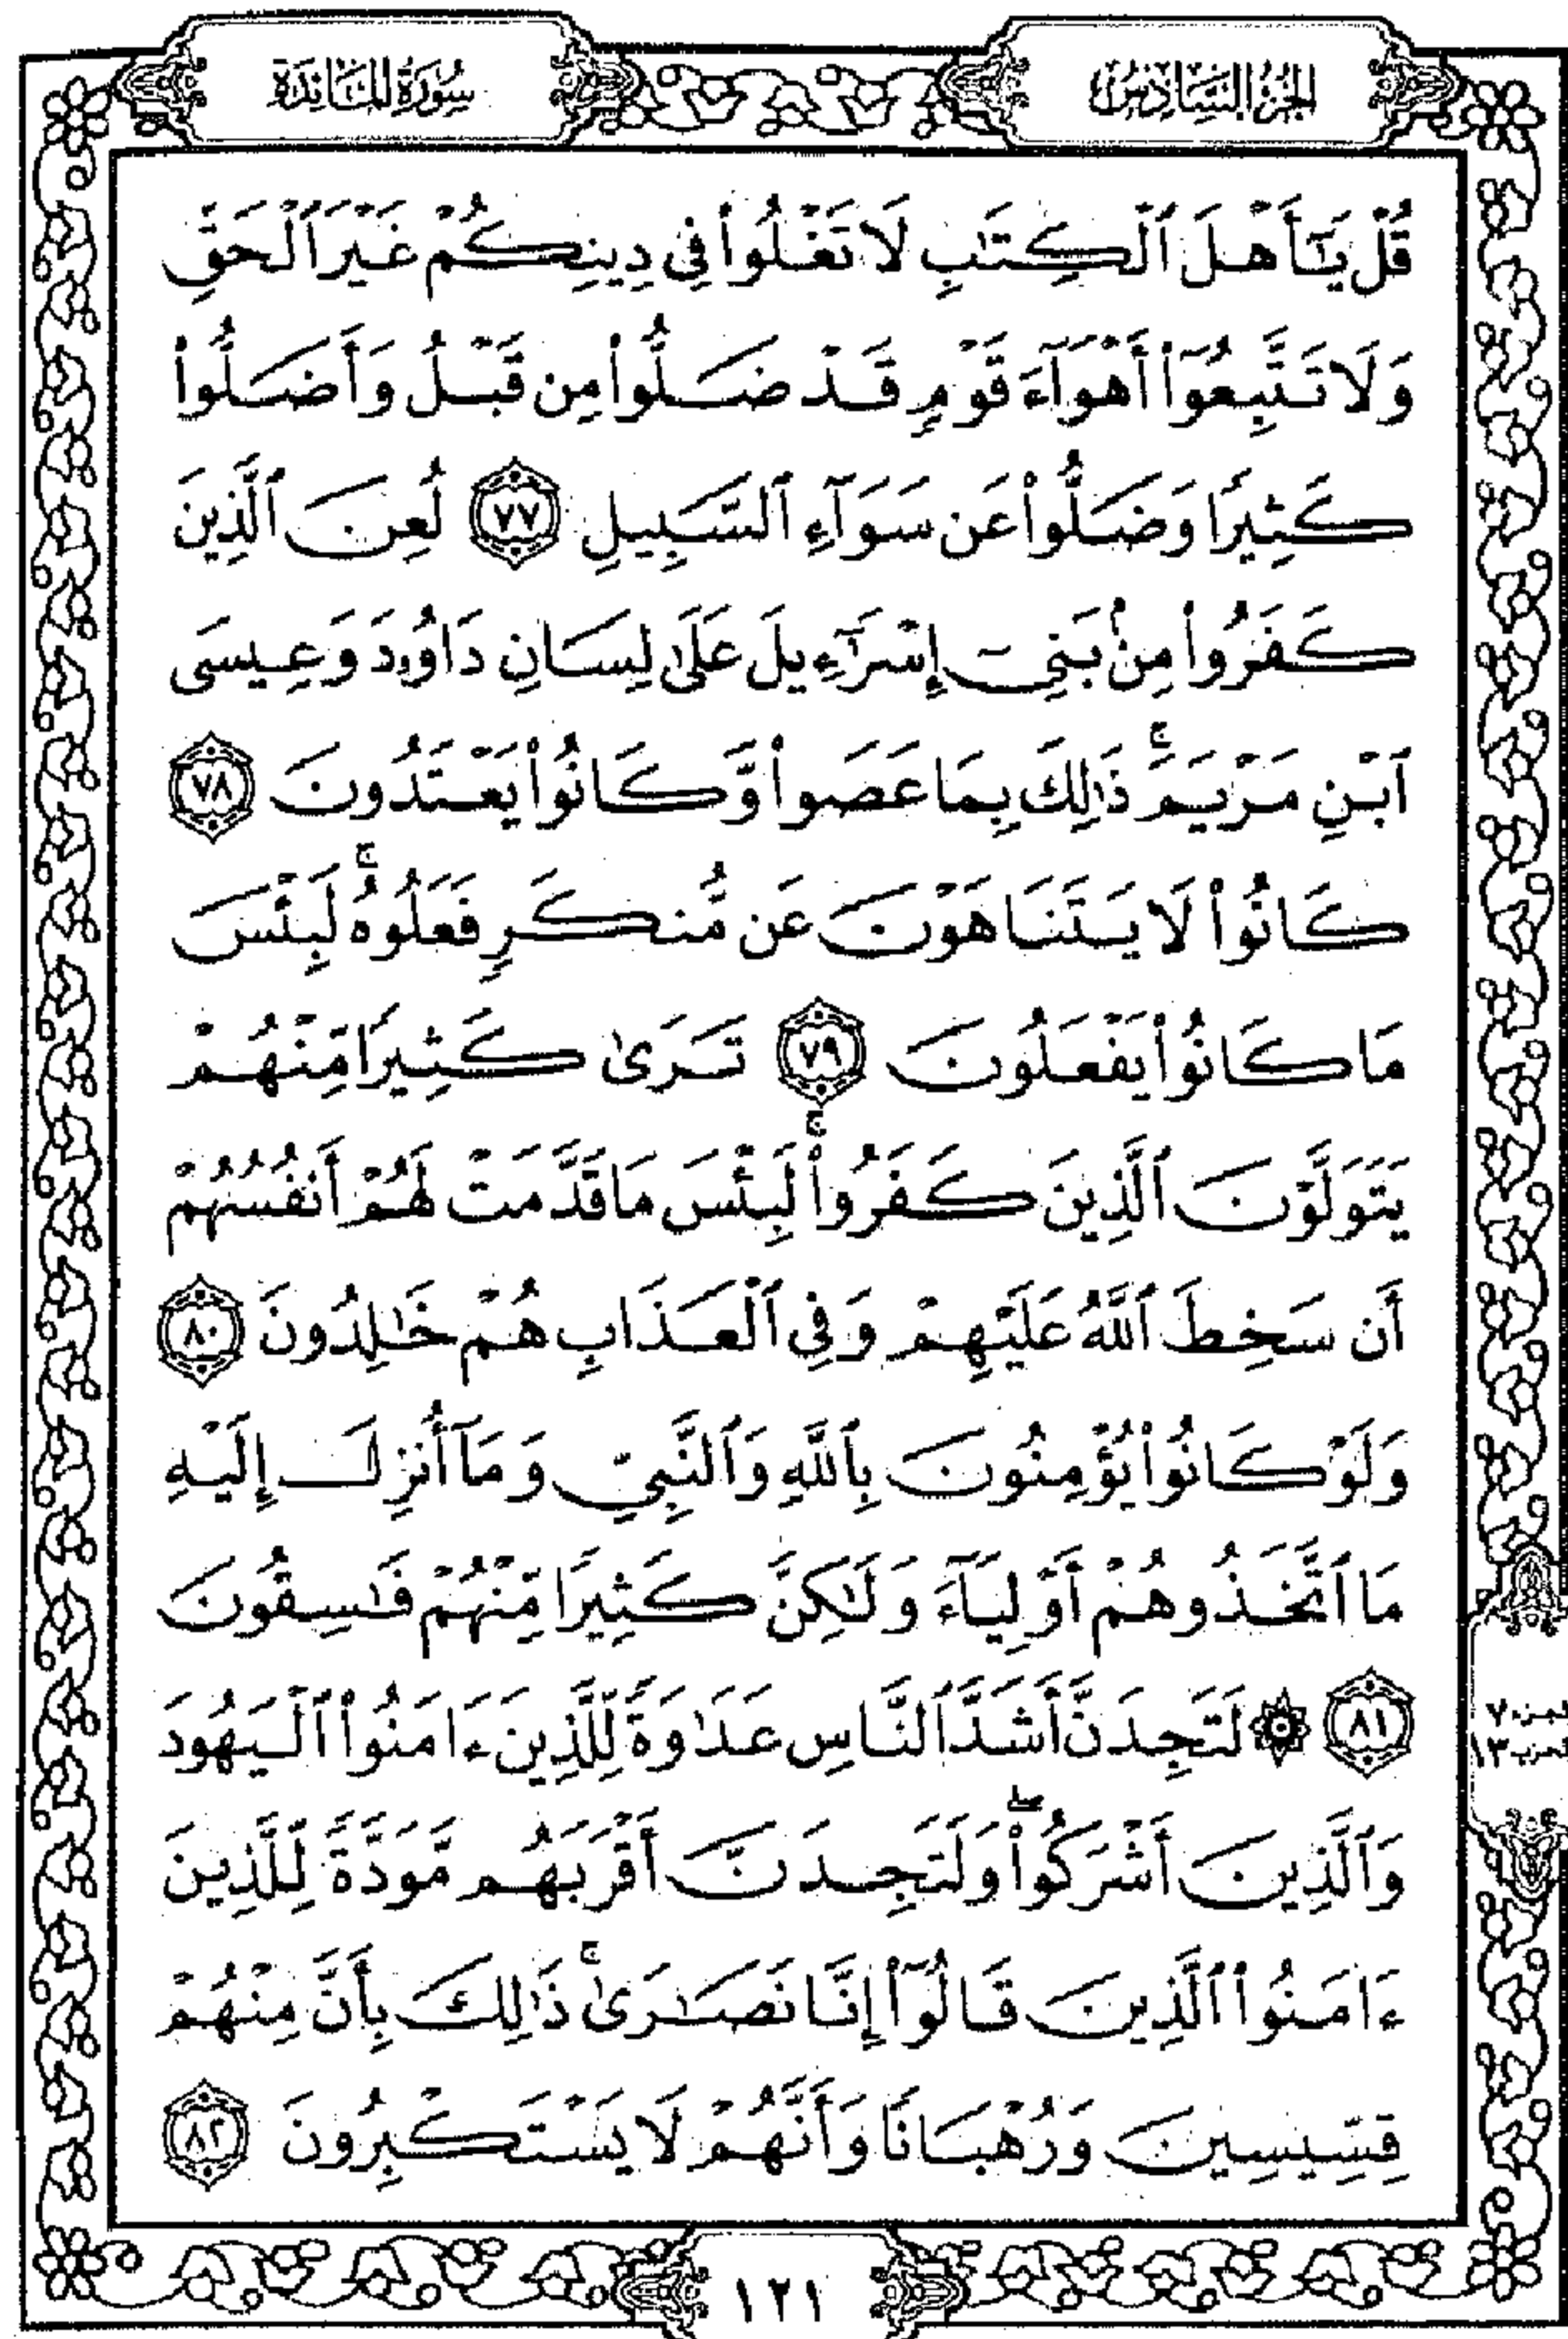 الجزء السادس
سورة المائدة
قُلْ يَٰٓأَهْلَ ٱلْكِتَٰبِ لَا تَغْلُوا۟ فِى دِينِكُمْ غَيْرَ ٱلْحَقِّ
وَلَا تَتَّبِعُوٓا۟ أَهْوَآءَ قَوْمٍ قَدْ ضَلُّوا۟ مِن قَبْلُ وَأَضَلُّوا۟
كَثِيرًا وَضَلُّوا۟ عَن سَوَآءِ ٱلسَّبِيلِ ٧٧ لُعِنَ ٱلَّذِينَ
كَفَرُوا۟ مِنۢ بَنِىٓ إِسْرَٰٓءِيلَ عَلَىٰ لِسَانِ دَاوُۥدَ وَعِيسَى
ٱبْنِ مَرْيَمَ ۚ ذَٰلِكَ بِمَا عَصَوا۟ وَّكَانُوا۟ يَعْتَدُونَ ٧٨
كَانُوا۟ لَا يَتَنَاهَوْنَ عَن مُّنكَرٍ فَعَلُوهُ ۚ لَبِئْسَ
مَا كَانُوا۟ يَفْعَلُونَ ٧٩ تَرَىٰ كَثِيرًا مِّنْهُمْ
يَتَوَلَّوْنَ ٱلَّذِينَ كَفَرُوا۟ ۚ لَبِئْسَ مَا قَدَّمَتْ لَهُمْ أَنفُسُهُمْ
أَن سَخِطَ ٱللَّهُ عَلَيْهِمْ وَفِى ٱلْعَذَابِ هُمْ خَٰلِدُونَ ٨٠
وَلَوْ كَانُوا۟ يُؤْمِنُونَ بِٱللَّهِ وَٱلنَّبِىِّ وَمَآ أُنزِلَ إِلَيْهِ
مَا ٱتَّخَذُوهُمْ أَوْلِيَآءَ وَلَٰكِنَّ كَثِيرًا مِّنْهُمْ فَٰسِقُونَ
٨١ ۞ لَتَجِدَنَّ أَشَدَّ ٱلنَّاسِ عَدَٰوَةً لِّلَّذِينَ ءَامَنُوا۟ ٱلْيَهُودَ
وَٱلَّذِينَ أَشْرَكُوا۟ ۖ وَلَتَجِدَنَّ أَقْرَبَهُم مَّوَدَّةً لِّلَّذِينَ
ءَامَنُوا۟ ٱلَّذِينَ قَالُوٓا۟ إِنَّا نَصَٰرَىٰ ۚ ذَٰلِكَ بِأَنَّ مِنْهُمْ
قِسِّيسِينَ وَرُهْبَانًا وَأَنَّهُمْ لَا يَسْتَكْبِرُونَ ٨٢
١٢١